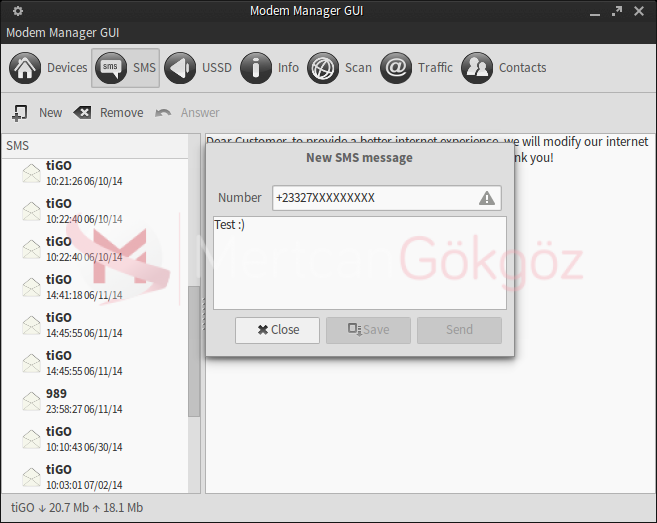 Modem Manager GUI
Modem Manager GUI
Devices SMS USSD Info Scan Traffic Contacts
sms
New Remove Answer
SMS
tiGO
10:21:26 06/10/14
tiGO
10:22:40 06/10/14
tiGO
10:22:40 06/10/14
tiGO
14:41:18 06/11/14
tiGO
14:45:55 06/11/14
tiGO
14:45:55 06/11/14
989
23:58:27 06/11/14
tiGO
10:10:43 06/30/14
tiGO
10:03:01 07/02/14
Dear Customer, to provide a better internet experience, we will modify our internet
you!
New SMS message
Number +23327XXXXXXXXX
Test :)
Close Save Send
Gökgöz
tiGO ↓ 20.7 Mb ↑ 18.1 Mb